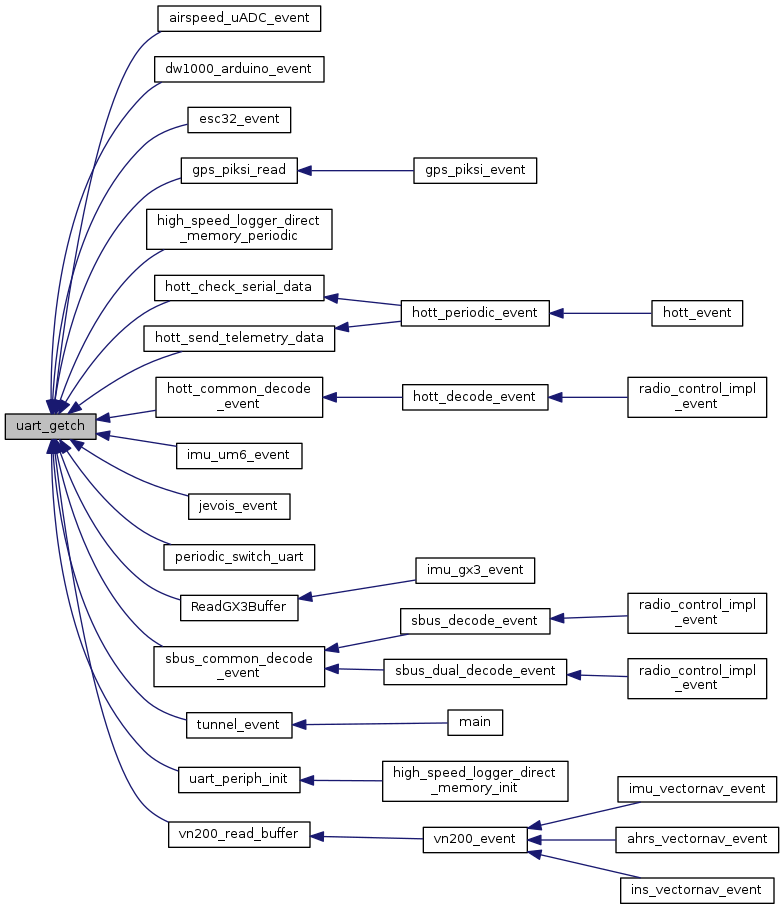 airspeed_uADC_event
dw1000_arduino_event
esc32_event
gps_piksi_read
gps_piksi_event
high_speed_logger_direct
_memory_periodic
hott_check_serial_data
hott_periodic_event
hott_event
hott_send_telemetry_data
hott_common_decode
_event
hott_decode_event
radio_control_impl
_event
uart_getch
imu_um6_event
jevois_event
periodic_switch_uart
ReadGX3Buffer
imu_gx3_event
sbus_common_decode
_event
sbus_decode_event
radio_control_impl
_event
sbus_dual_decode_event
radio_control_impl
_event
tunnel_event
main
uart_periph_init
high_speed_logger_direct
_memory_init
vn200_read_buffer
vn200_event
imu_vectornav_event
ahrs_vectornav_event
ins_vectornav_event